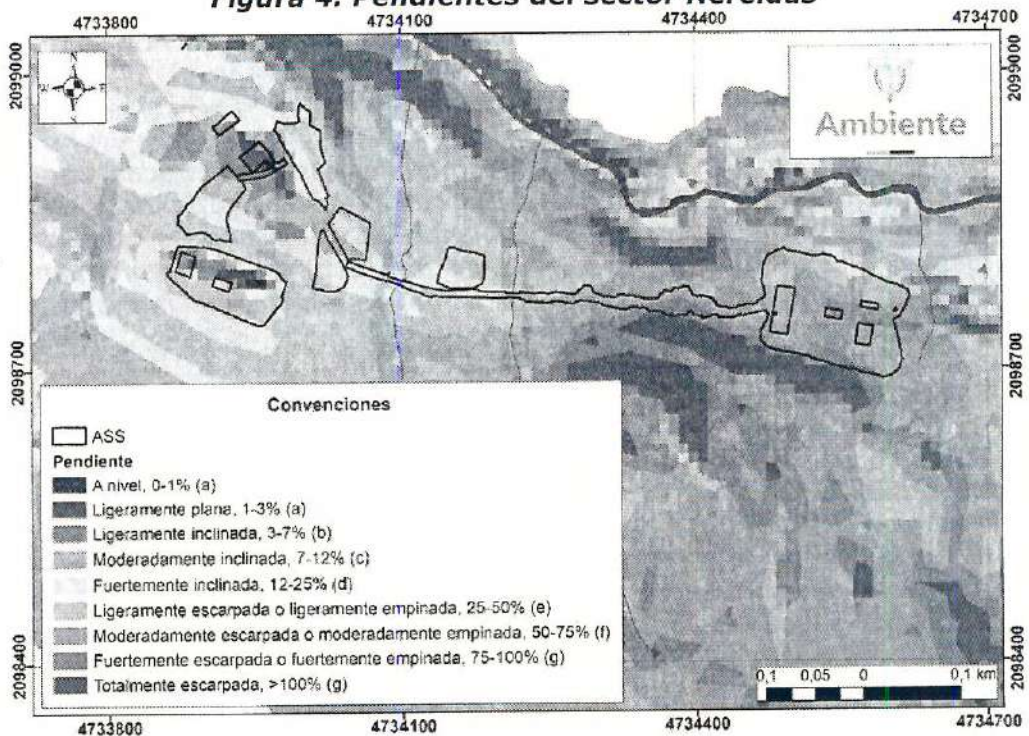 Figura 4. Pendientes del sector Nereidas
4733800 4734100 4734400 4734700
2099000 2099000
N
Ambiente
2098700 2098700
Convenciones
ASS
Pendiente
A nivel, 0-1% (a)
Ligeramente plana, 1-3% (a)
Ligeramente inclinada, 3-7% (b)
Moderadamente inclinada, 7-12% (c)
Fuertemente inclinada, 12-25% (d)
Ligeramente escarpada o ligeramente empinada, 25-50% (e)
Moderadamente escarpada o moderadamente empinada, 50-75% (f)
Fuertemente escarpada o fuertemente empinada, 75-100% (g)
Totalmente escarpada, >100% (g)
2098400 2098400
0,1 0,05 0 0,1 km
4733800 4734100 4734400 4734700